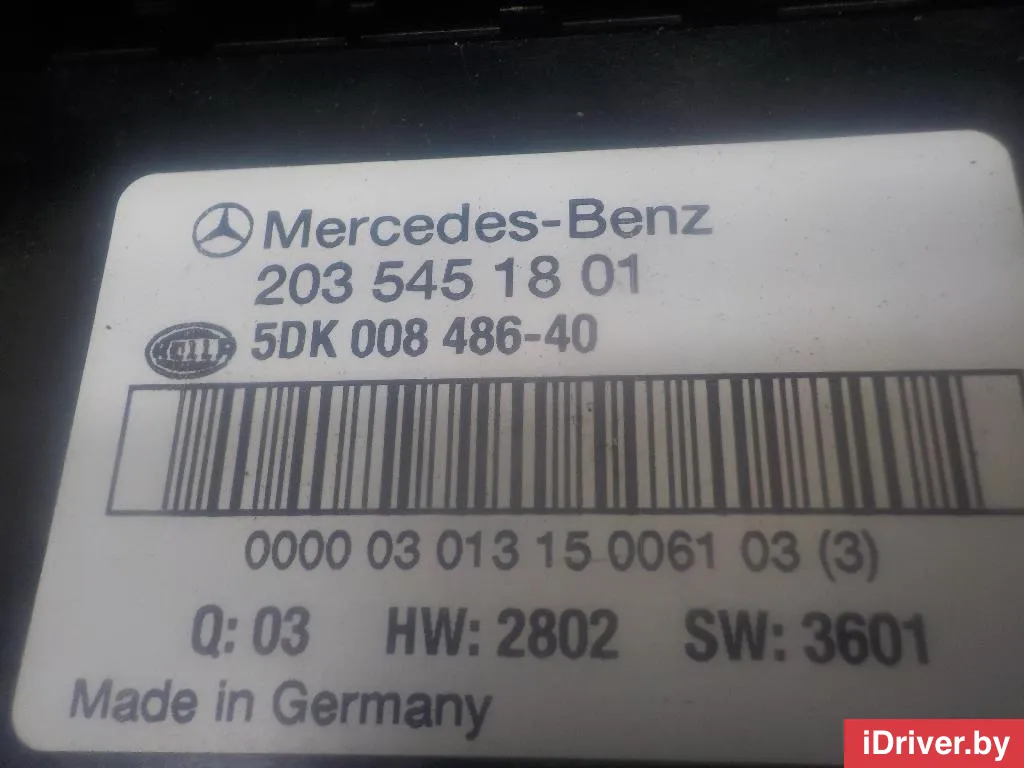 Mercedes-Benz
203 545 18 01
HELLA 5DK 008 486-40
0000 03 013 15 0061 03 (3)
Q: 03 HW: 2802 SW: 3601
Made in Germany
iDriver.by